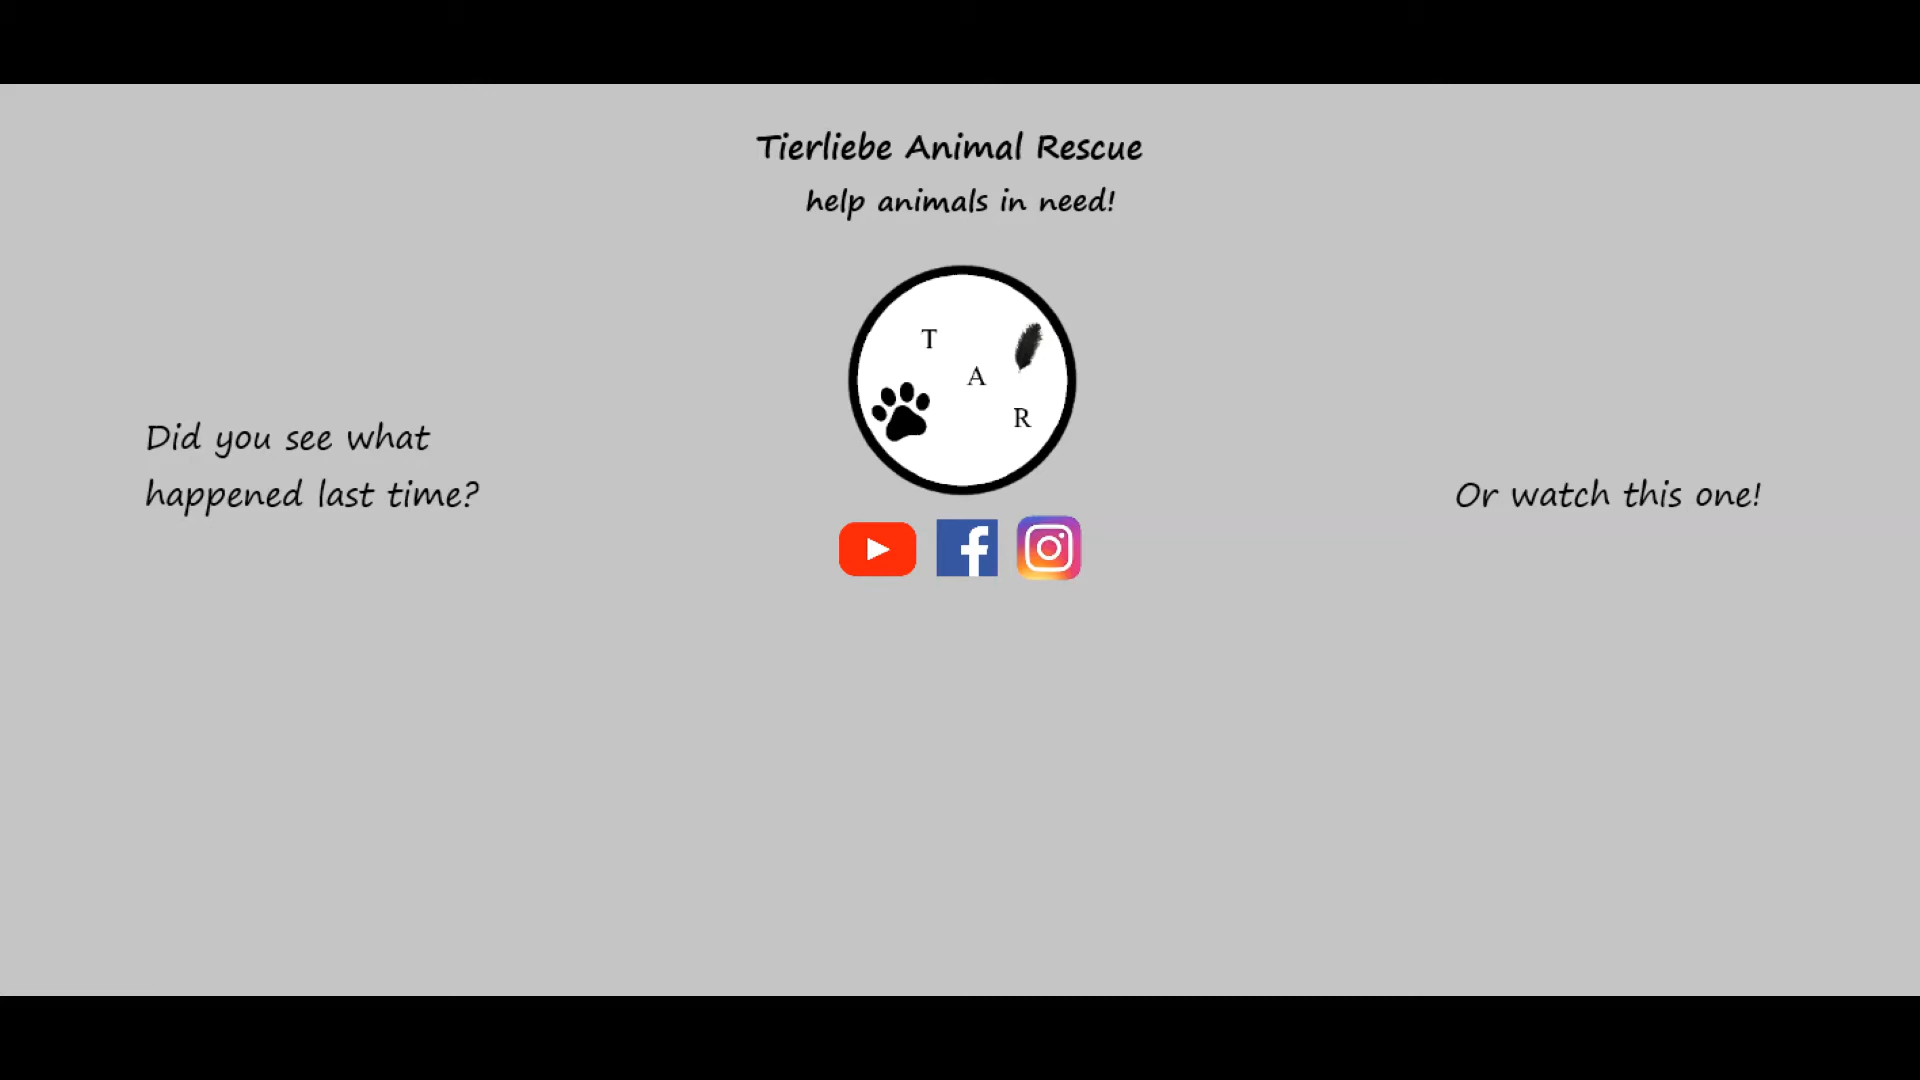 Tierliebe Animal Rescue
help animals in need!
T
A
R
Did you see what
happened last time?
Or watch this one!